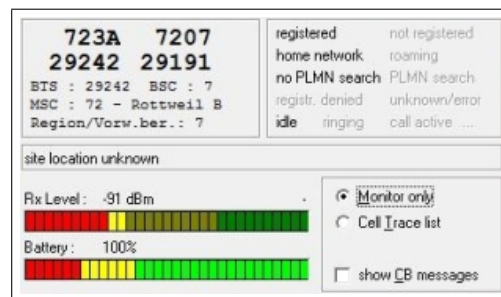 723A 7207
29242 29191
BTS : 29242 BSC : 7
MSC : 72 - Rottweil B
Region/Vorw.ber.: 7
registered not registered
home network roaming
no PLMN search PLMN search
registr. denied unknown/error
idle ringing call active ...
site location unknown
Rx Level : -91 dBm -
Battery : 100%
Monitor only
Cell Trace list
show CB messages